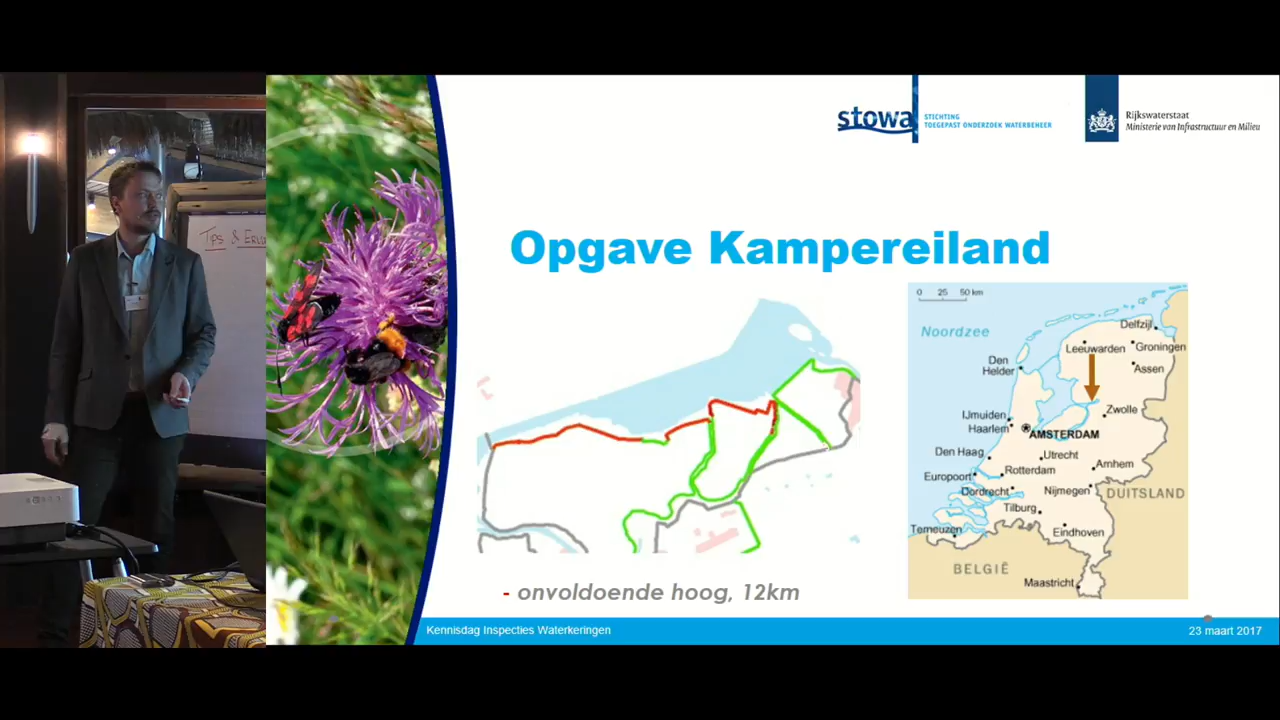 Tips &
stowa
STICHTING
TOEGEPAST ONDERZOEK WATERBEHEER
Rijkswaterstaat
Ministerie van Infrastructuur en Milieu
Opgave Kampereiland
0 25 50 km
Noordzee
Delfzijl
Leeuwarden
Groningen
Den
Helder
Assen
Zwolle
IJmuiden
Haarlem
AMSTERDAM
Den Haag
Utrecht
Arnhem
Europoort
Rotterdam
Dordrecht
Nijmegen
DUITSLAND
Tilburg
Terneuzen
Eindhoven
BELGIË
Maastricht
- onvoldoende hoog, 12km
Kennisdag Inspecties Waterkeringen
23 maart 2017